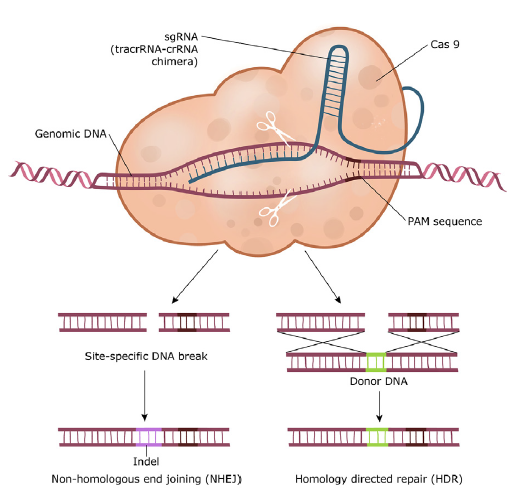 sgRNA
(tracrRNA-crRNA
chimera)
Cas 9
Genomic DNA
PAM sequence
Site-specific DNA break
Donor DNA
Indel
Non-homologous end joining (NHEJ)
Homology directed repair (HDR)